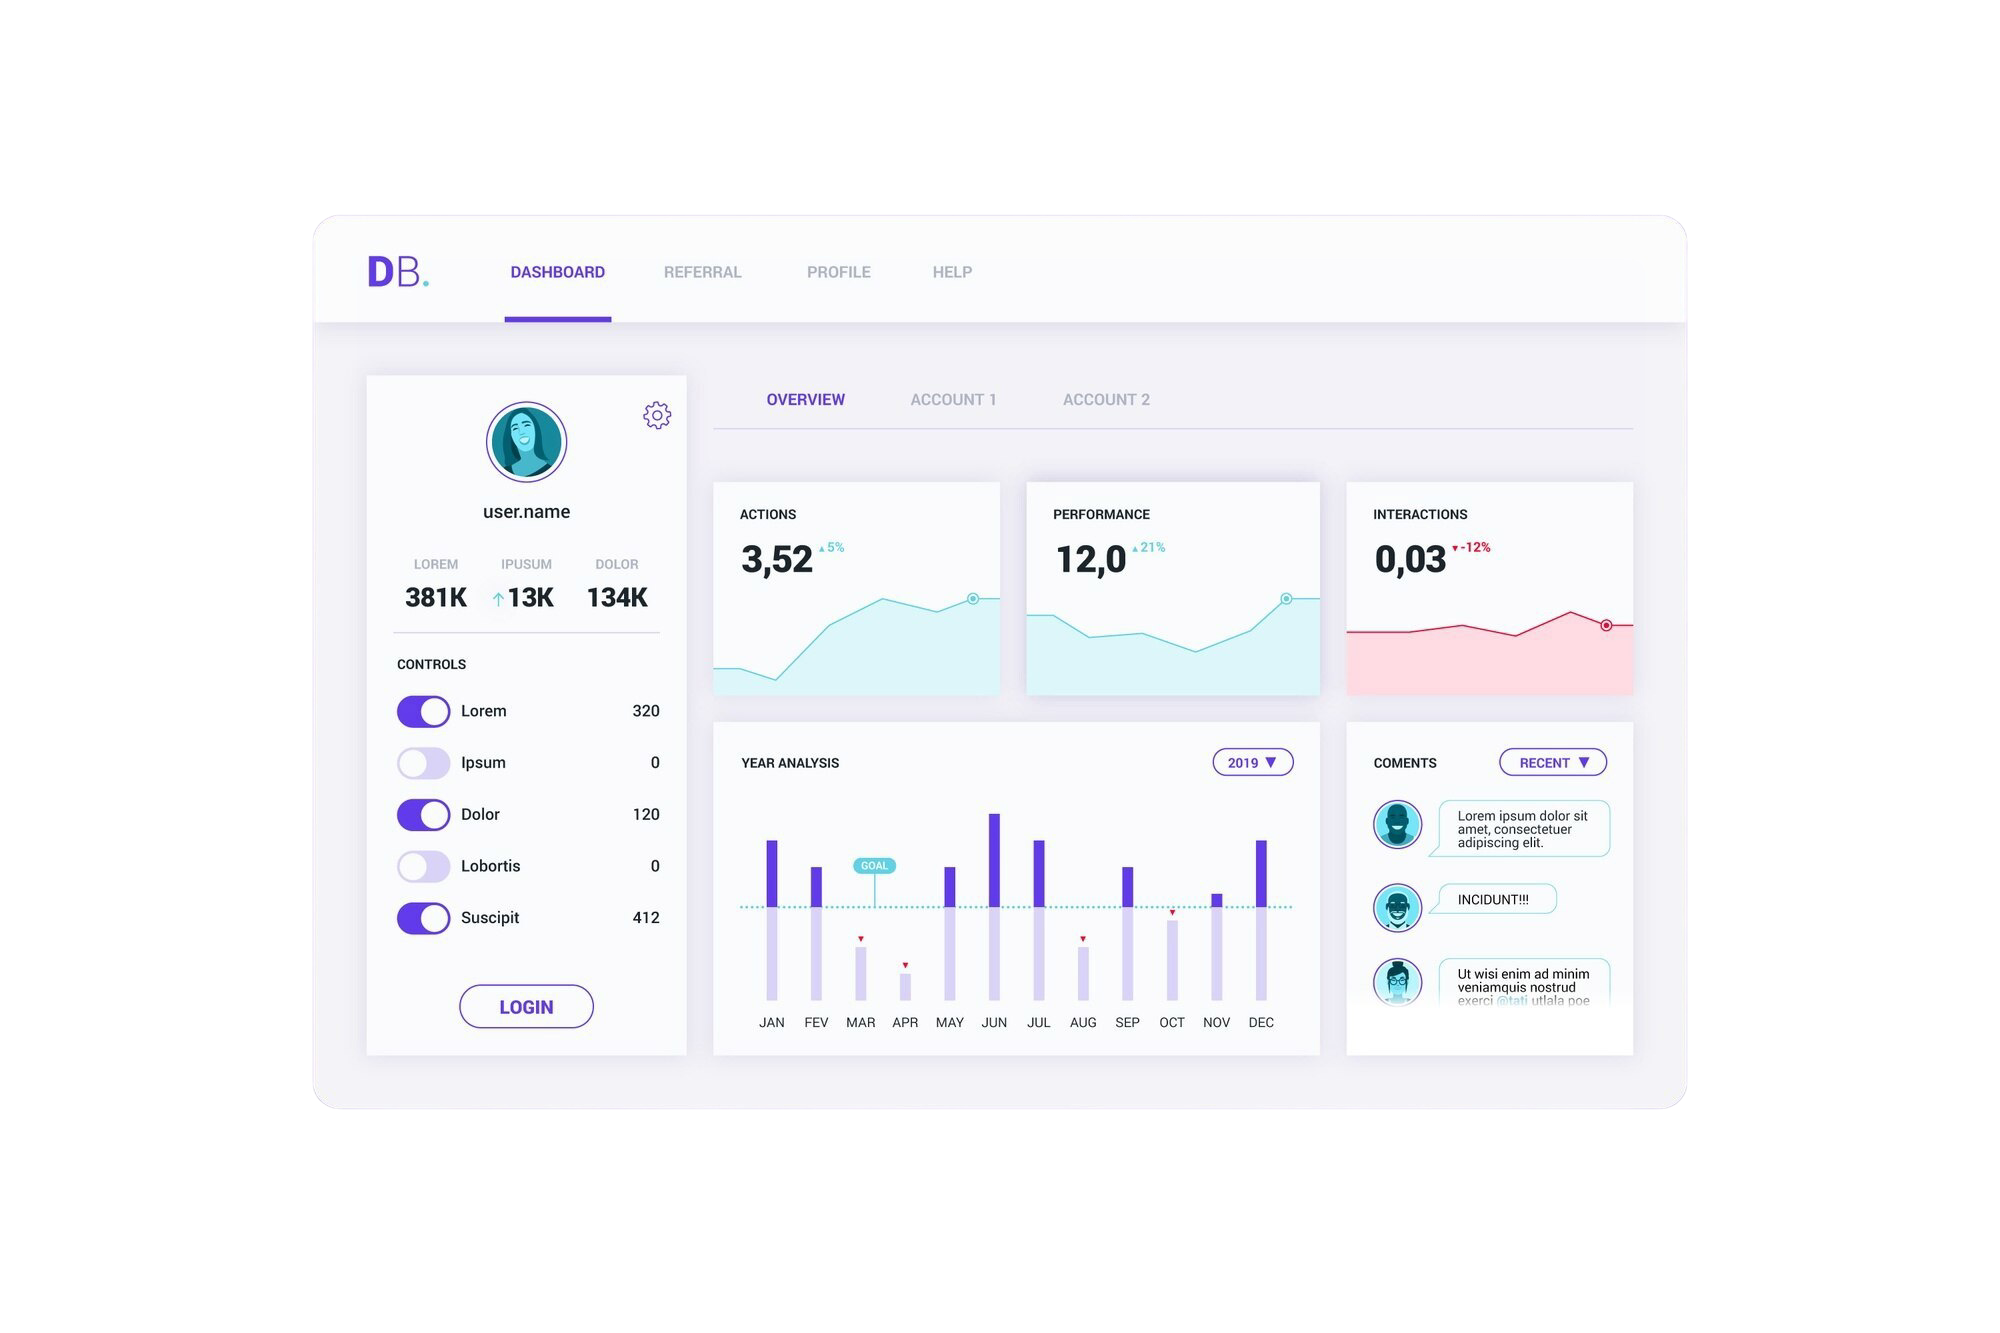 DB.
DASHBOARD
REFERRAL
PROFILE
HELP
user.name
LOREM
IPUSUM
DOLOR
381K
13K
134K
CONTROLS
Lorem 320
Ipsum 0
Dolor 120
Lobortis 0
Suscipit 412
LOGIN
OVERVIEW
ACCOUNT 1
ACCOUNT 2
ACTIONS
3,52 ▲5%
PERFORMANCE
12,0 ▲21%
INTERACTIONS
0,03 ▼-12%
YEAR ANALYSIS
2019 ▼
GOAL
JAN FEV MAR APR MAY JUN JUL AUG SEP OCT NOV DEC
COMENTS
RECENT ▼
Lorem ipsum dolor sit
amet, consectetuer
adipiscing elit.
INCIDUNT!!!
Ut wisi enim ad minim
veniamquis nostrud
exerci @tati utlala poe